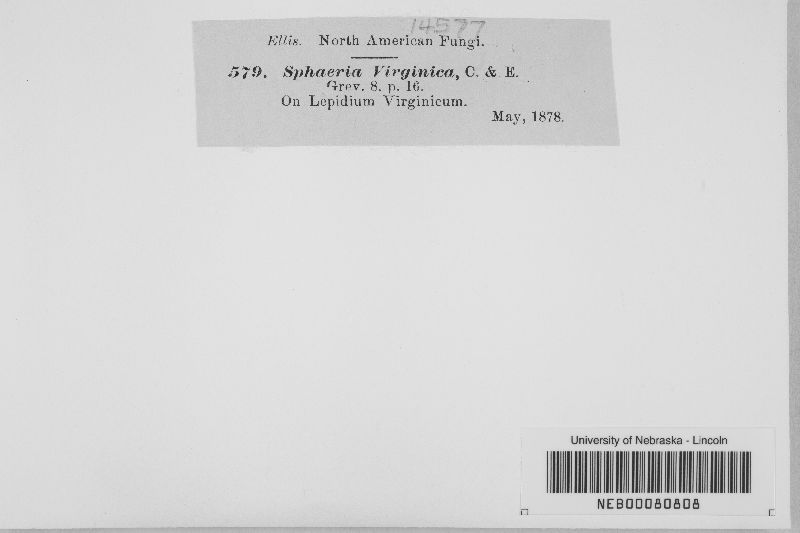 14577
Ellis. North American Fungi.
579. Sphaeria Virginica, C. & E.
Grev. 8. p. 16.
On Lepidium Virginicum.
May, 1878.
University of Nebraska - Lincoln
NEB00080808